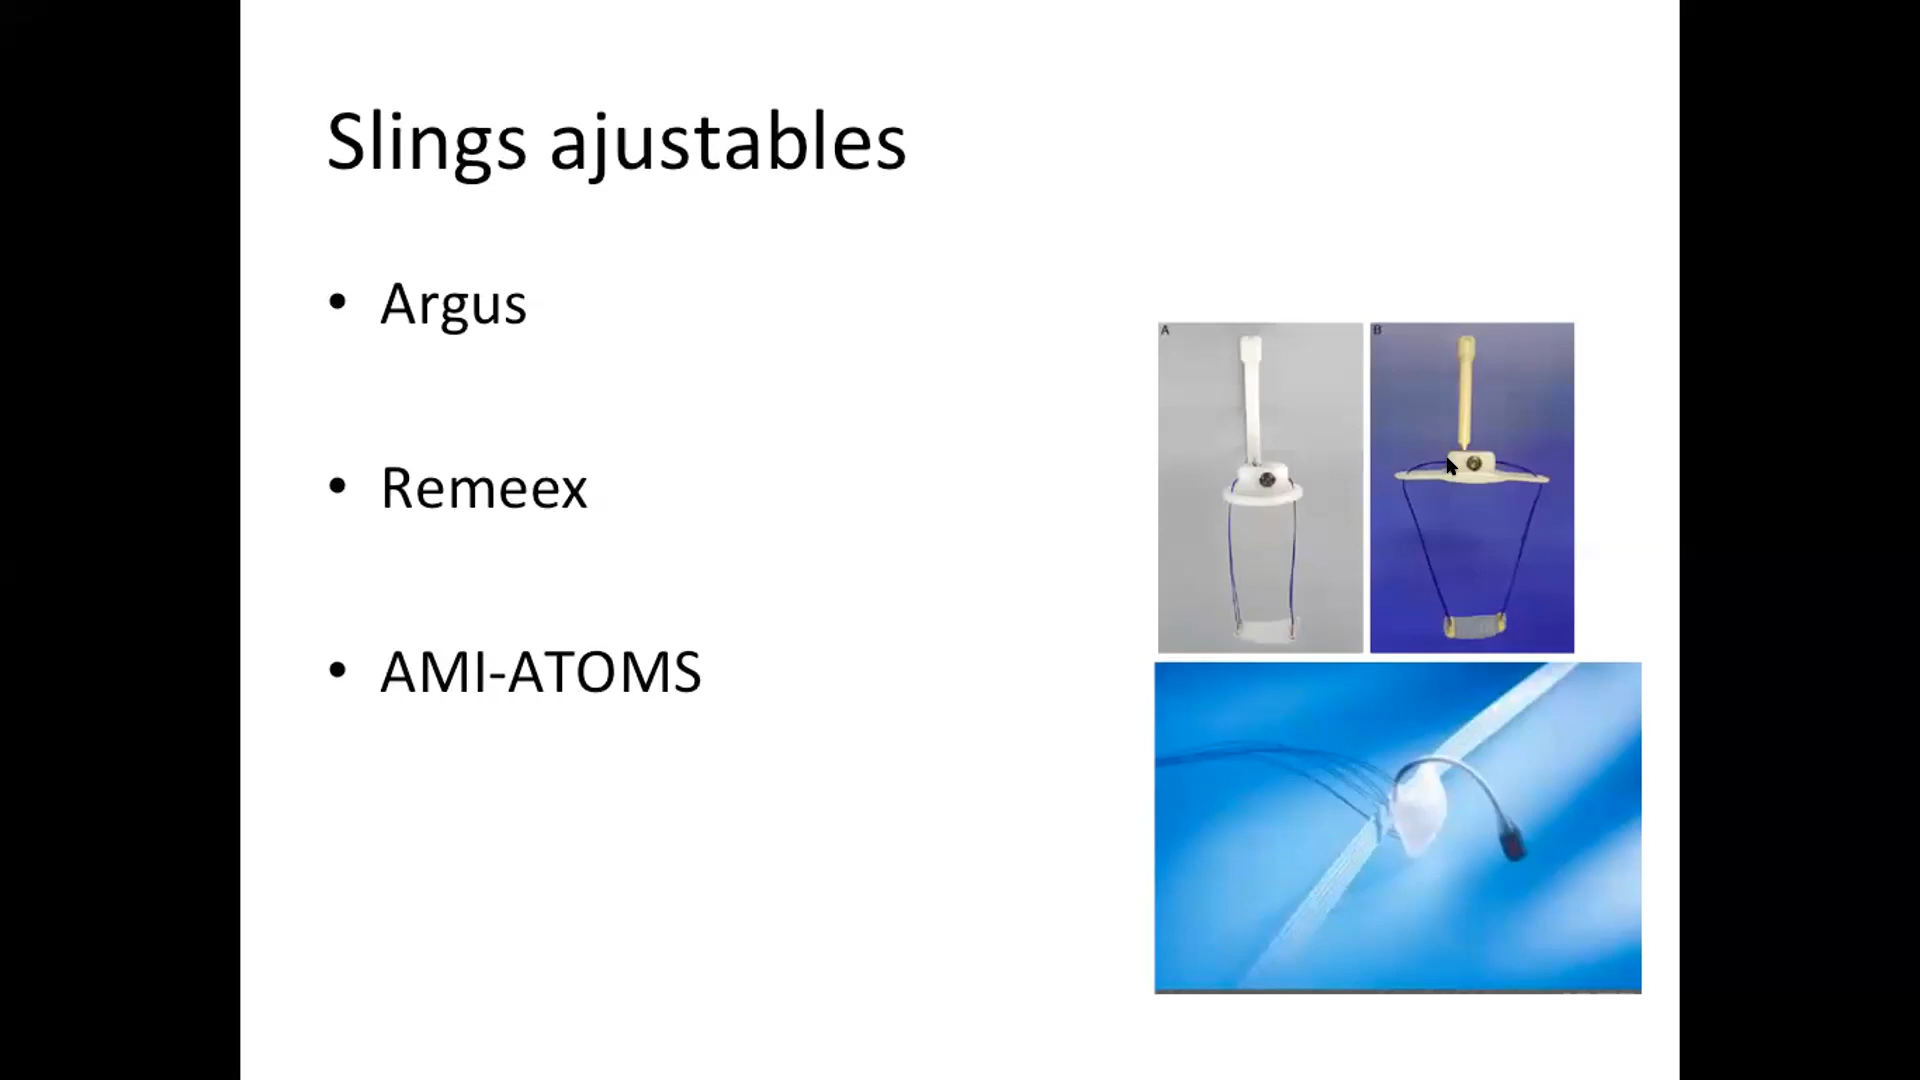 Slings ajustables
• Argus
• Remeex
• AMI-ATOMS
A
B